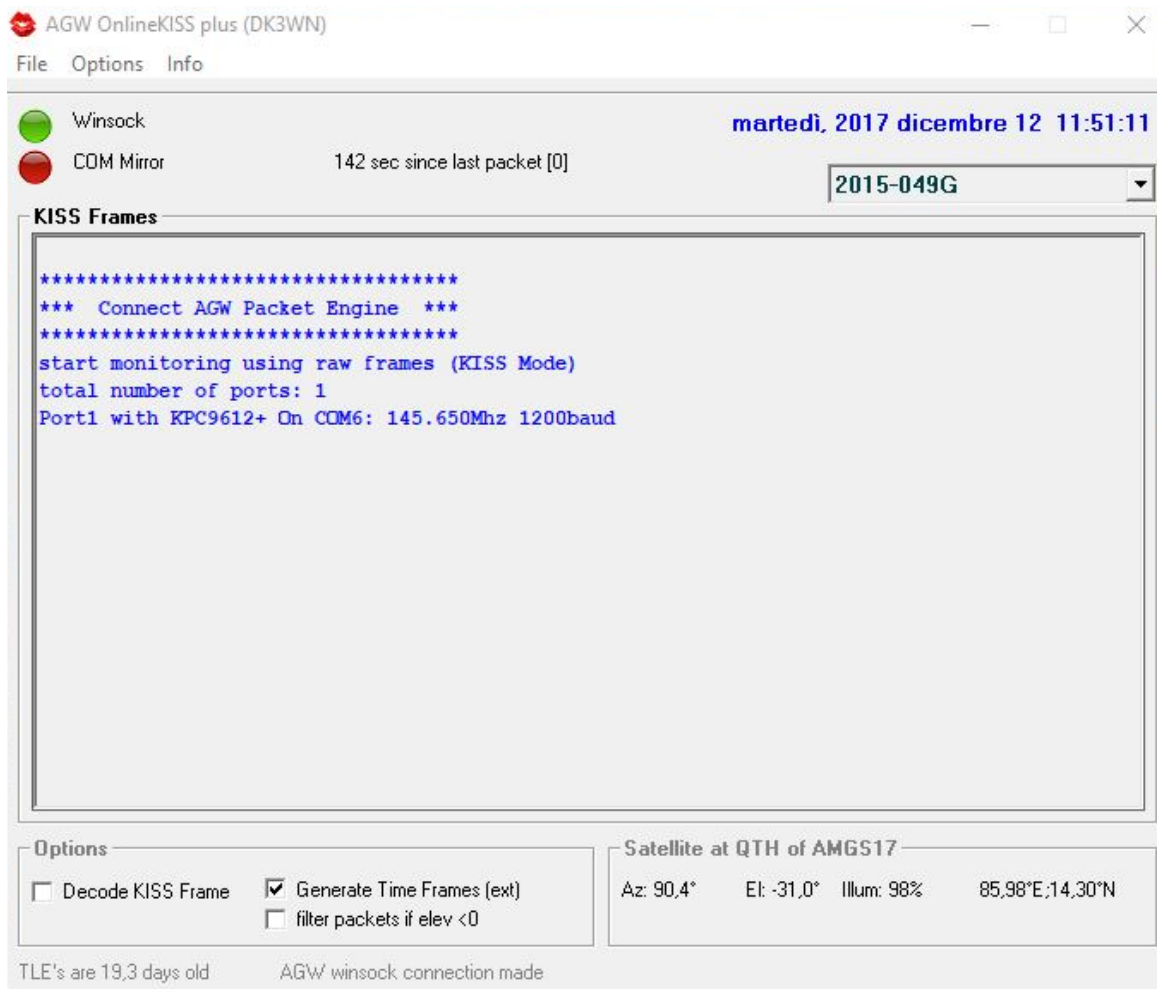 AGW OnlineKISS plus (DK3WN)
File Options Info
Winsock
martedì, 2017 dicembre 12 11:51:11
COM Mirror
142 sec since last packet [0]
2015-049G
KISS Frames
***********************************
*** Connect AGW Packet Engine ***
***********************************
start monitoring using raw frames (KISS Mode)
total number of ports: 1
Port1 with KPC9612+ On COM6: 145.650Mhz 1200baud
Options
Decode KISS Frame
Generate Time Frames (ext)
filter packets if elev <0
Satellite at QTH of AMGS17
Az: 90,4° El: -31,0° Illum: 98% 85,98°E;14,30°N
TLE's are 19,3 days old
AGW winsock connection made